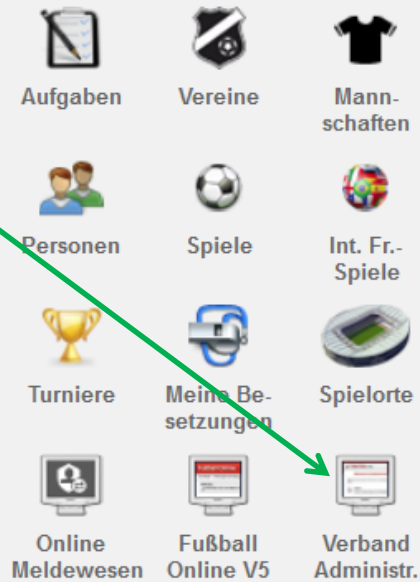 Aufgaben Vereine Mann-
schaften
Personen Spiele Int. Fr.-
Spiele
Turniere Meine Be- Spielorte
setzungen
Online Fußball Verband
Meldewesen Online V5 Administr.